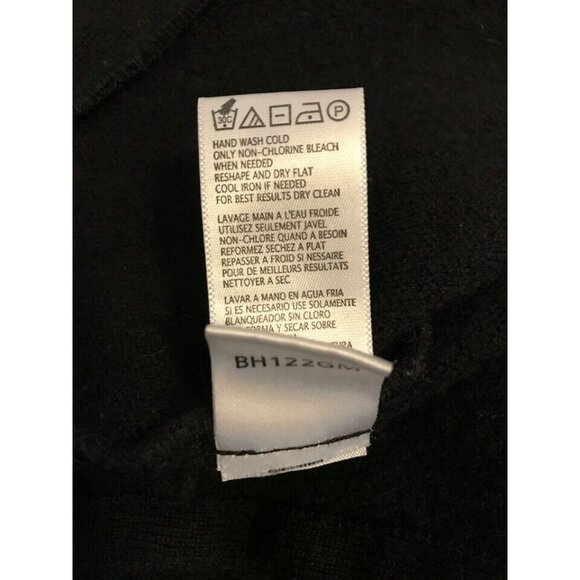 30C P
HAND WASH COLD
ONLY NON-CHLORINE BLEACH
WHEN NEEDED
RESHAPE AND DRY FLAT
COOL IRON IF NEEDED
FOR BEST RESULTS DRY CLEAN
LAVAGE MAIN A L'EAU FROIDE
UTILISEZ SEULEMENT JAVEL
NON-CHLORE QUAND A BESOIN
REFORMEZ SECHEZ A PLAT
REPASSER A FROID SI NESSAIRE
POUR DE MEILLEURS RESULTATS
NETTOYER A SEC
LAVAR A MANO EN AGUA FRIA
SI ES NECESARIO USE SOLAMENTE
BLANQUEADOR SIN CLORO
Y SECAR SOBRE
BH122GM